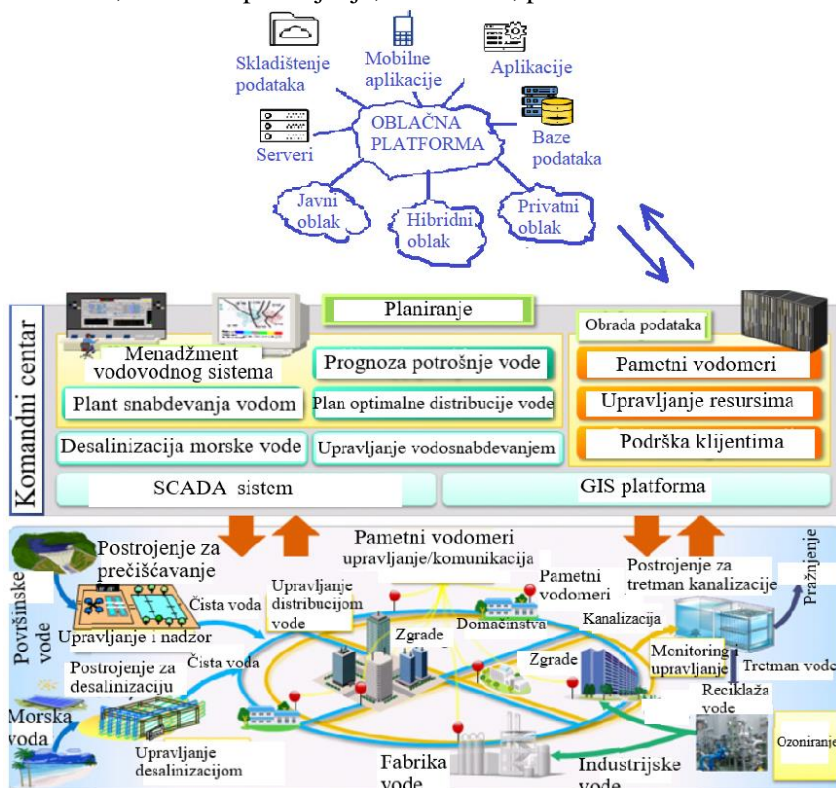 Skladištenje
podataka
Mobilne
aplikacije
Aplikacije
Serveri
OBLAČNA
PLATFORMA
Baze
podataka
Javni
oblak
Hibridni
oblak
Privatni
oblak
Komandni centar
Planiranje
Obrada podataka
Menadžment
vodovodnog sistema
Prognoza potrošnje vode
Pametni vodomeri
Plant snabdevanja vodom
Plan optimalne distribucije vode
Upravljanje resursima
Desalinizacija morske vode
Upravljanje vodosnabdevanjem
Podrška klijentima
SCADA sistem
GIS platforma
Površinske
vode
Postrojenje za
prečišćavanje
Čista voda
Upravljanje i nadzor
Upravljanje
distribucijom
vode
Pametni vodomeri
upravljanje/komunikacija
Pametni
vodomeri
Domaćinstva
Zgrade
Kanalizacija
Postrojenje za
tretman kanalizacije
Pražnjenje
Monitoring i
upravljanje
Tretman vode
Postrojenje za
desalinizaciju
Čista voda
Zgrade
Reciklaža
vode
Morska
voda
Upravljanje
desalinizacijom
Fabrika
vode
Industrijske
vode
Ozoniranje